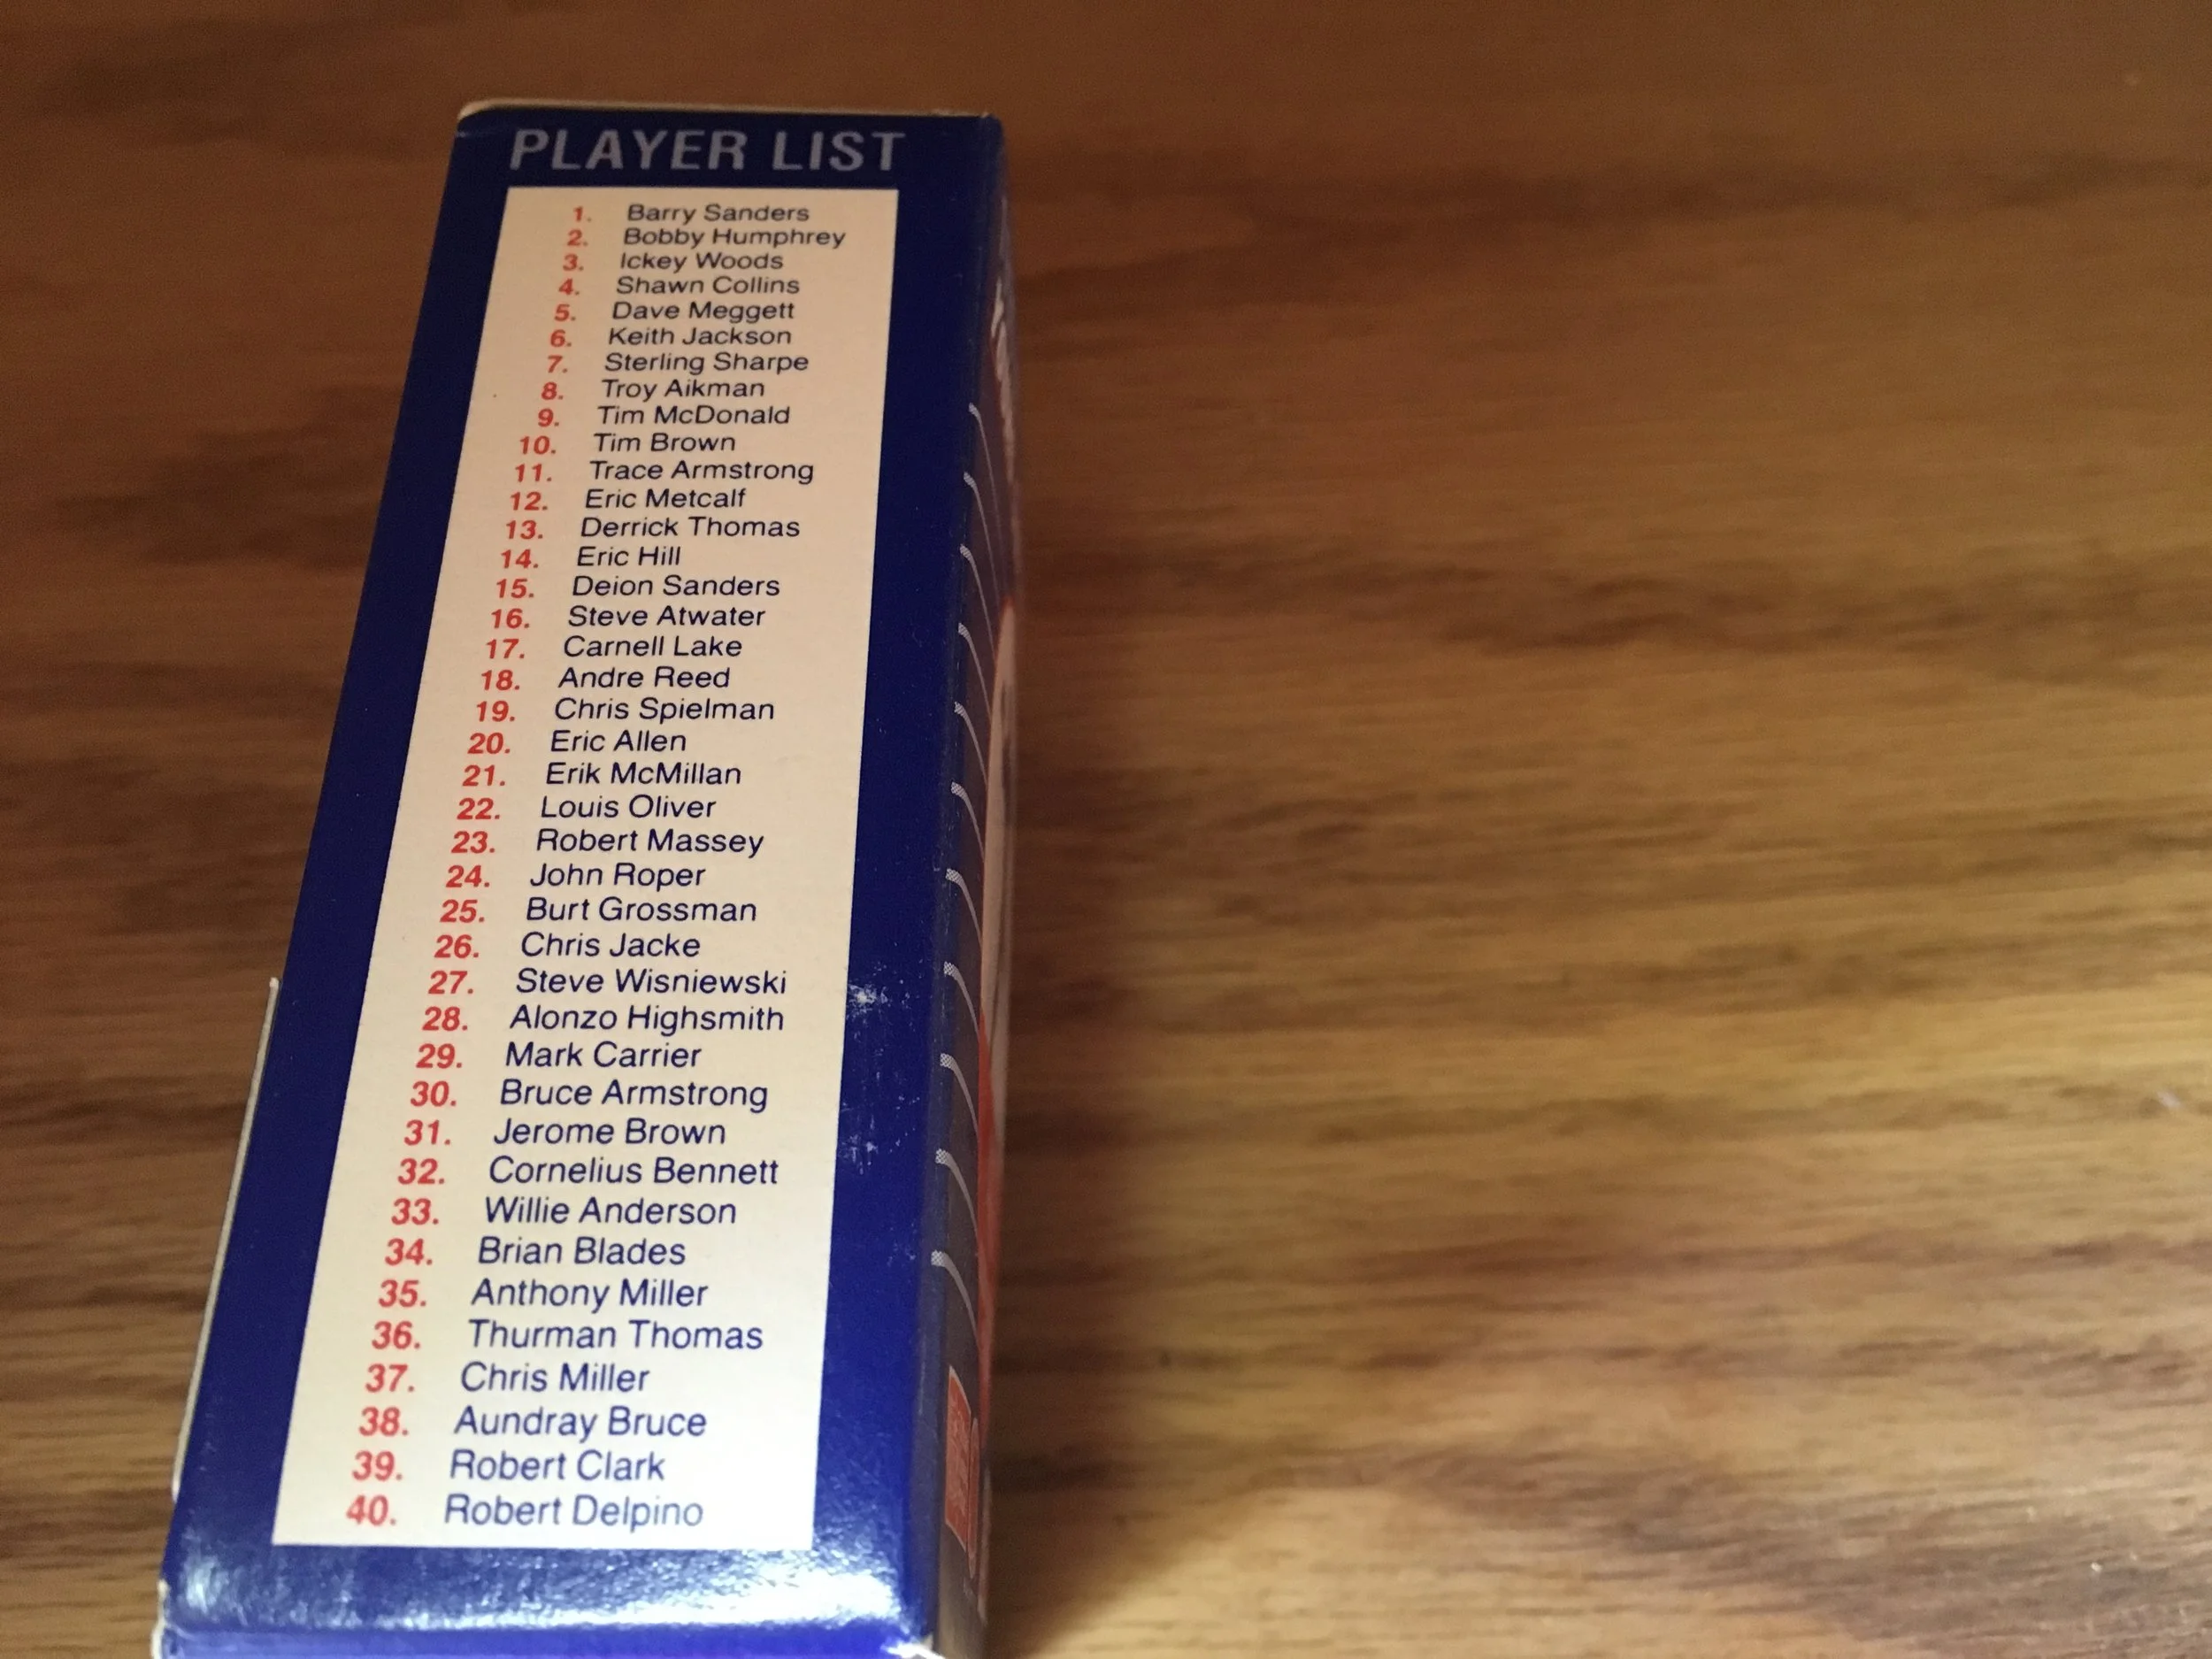 PLAYER LIST
1. Barry Sanders
2. Bobby Humphrey
3. Ickey Woods
4. Shawn Collins
5. Dave Meggett
6. Keith Jackson
7. Sterling Sharpe
8. Troy Aikman
9. Tim McDonald
10. Tim Brown
11. Trace Armstrong
12. Eric Metcalf
13. Derrick Thomas
14. Eric Hill
15. Deion Sanders
16. Steve Atwater
17. Carnell Lake
18. Andre Reed
19. Chris Spielman
20. Eric Allen
21. Erik McMillan
22. Louis Oliver
23. Robert Massey
24. John Roper
25. Burt Grossman
26. Chris Jacke
27. Steve Wisniewski
28. Alonzo Highsmith
29. Mark Carrier
30. Bruce Armstrong
31. Jerome Brown
32. Cornelius Bennett
33. Willie Anderson
34. Brian Blades
35. Anthony Miller
36. Thurman Thomas
37. Chris Miller
38. Aundray Bruce
39. Robert Clark
40. Robert Delpino